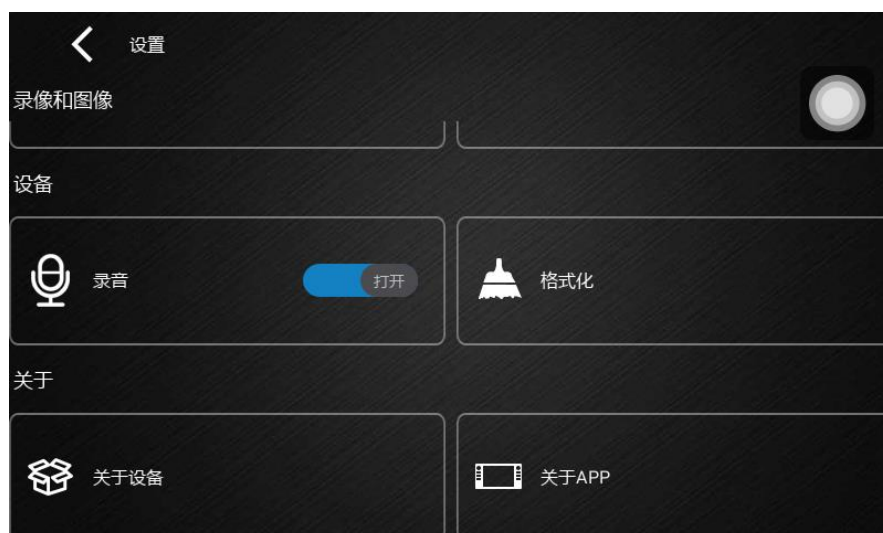 设置
录像和图像
设备
录音 打开 格式化
关于
关于设备 关于APP